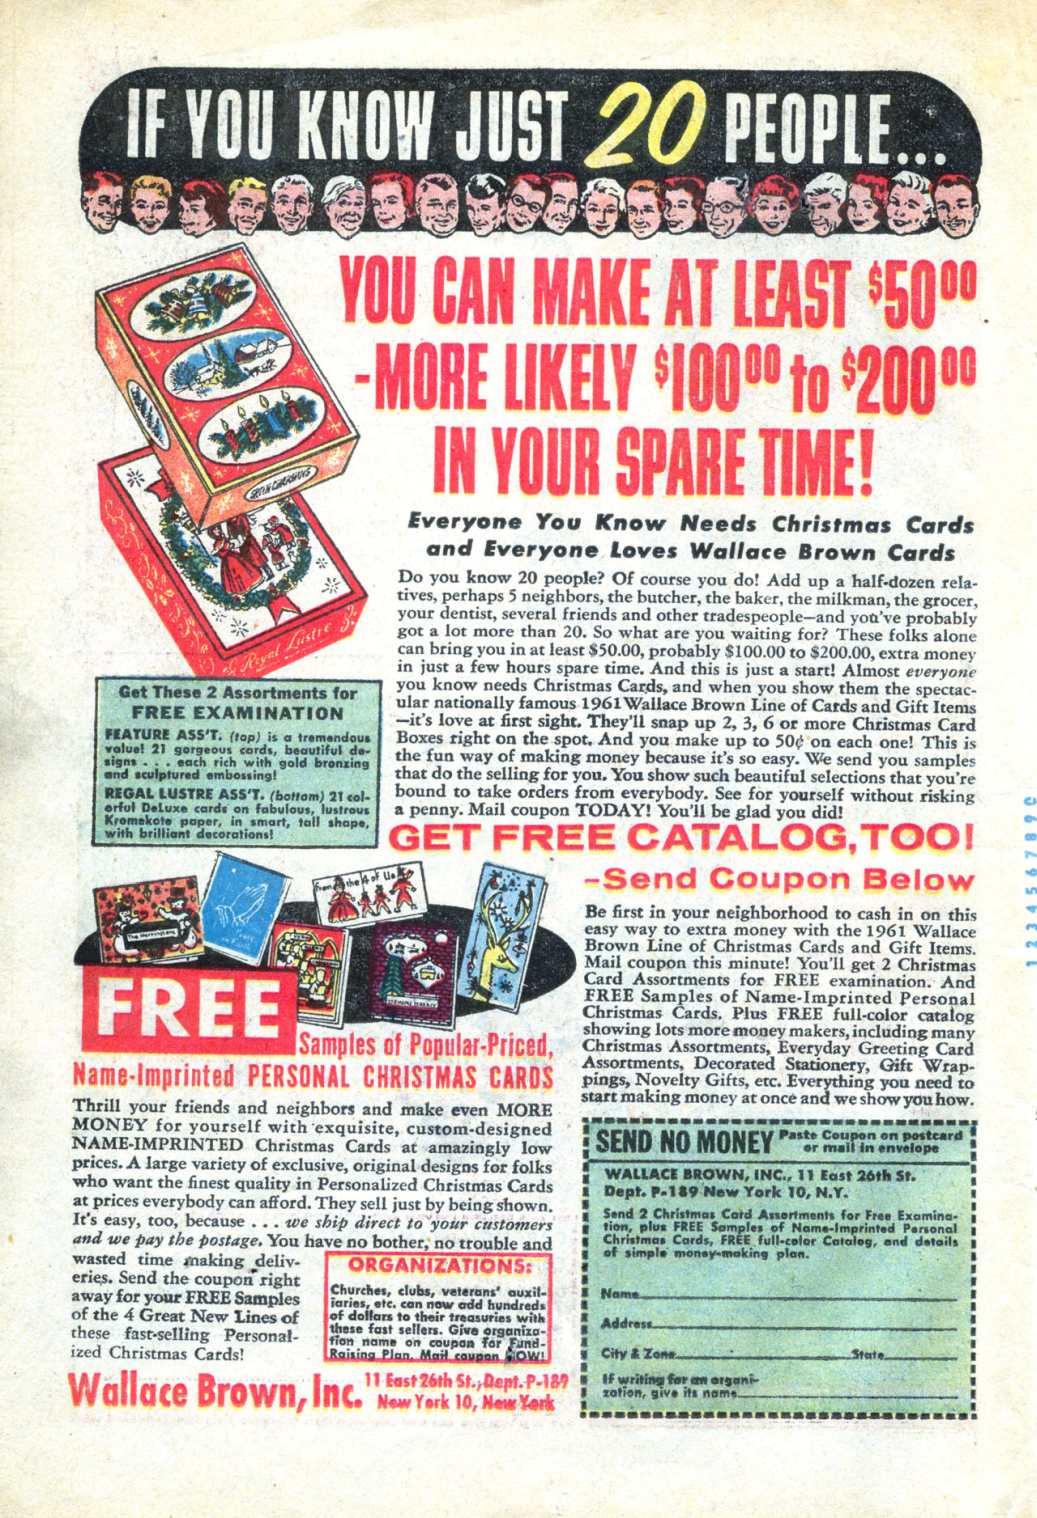 IF YOU KNOW JUST 20 PEOPLE...
YOU CAN MAKE AT LEAST $5000
-MORE LIKELY $10000 to $20000
IN YOUR SPARE TIME!
Everyone You Know Needs Christmas Cards
and Everyone Loves Wallace Brown Cards
Do you know 20 people? Of course you do! Add up a half-dozen rela-
tives, perhaps 5 neighbors, the butcher, the baker, the milkman, the grocer,
your dentist, several friends and other tradespeople—and you've probably
got a lot more than 20. So what are you waiting for? These folks alone
can bring you in at least $50.00, probably $100.00 to $200.00, extra money
in just a few hours spare time. And this is just a start! Almost everyone
you know needs Christmas Cards, and when you show them the spectac-
ular nationally famous 1961 Wallace Brown Line of Cards and Gift Items
—it's love at first sight. They'll snap up 2, 3, 6 or more Christmas Card
Boxes right on the spot. And you make up to 50¢ on each one! This is
the fun way of making money because it's so easy. We send you samples
that do the selling for you. You show such beautiful selections that you're
bound to take orders from everybody. See for yourself without risking
a penny. Mail coupon TODAY! You'll be glad you did!
Royal Lustre
Get These 2 Assortments for
FREE EXAMINATION
FEATURE ASS'T. (top) is a tremendous
value! 21 gorgeous cards, beautiful de-
signs . . . each rich with gold bronzing
and sculptured embossing!
REGAL LUSTRE ASS'T. (bottom) 21 col-
orful DeLuxe cards on fabulous, lustrous
Kromekote paper, in smart, tall shape,
with brilliant decorations!
GET FREE CATALOG, TOO!
-Send Coupon Below
Be first in your neighborhood to cash in on this
easy way to extra money with the 1961 Wallace
Brown Line of Christmas Cards and Gift Items.
Mail coupon this minute! You'll get 2 Christmas
Card Assortments for FREE examination. And
FREE Samples of Name-Imprinted Personal
Christmas Cards. Plus FREE full-color catalog
showing lots more money makers, including many
Christmas Assortments, Everyday Greeting Card
Assortments, Decorated Stationery, Gift Wrap-
pings, Novelty Gifts, etc. Everything you need to
start making money at once and we show you how.
from the 4 of Us
FREE
Samples of Popular-Priced,
Name-Imprinted PERSONAL CHRISTMAS CARDS
Thrill your friends and neighbors and make even MORE
MONEY for yourself with exquisite, custom-designed
NAME-IMPRINTED Christmas Cards at amazingly low
prices. A large variety of exclusive, original designs for folks
who want the finest quality in Personalized Christmas Cards
at prices everybody can afford. They sell just by being shown.
It's easy, too, because . . . we ship direct to your customers
and we pay the postage. You have no bother, no trouble and
wasted time making deliv-
eries. Send the coupon right
away for your FREE Samples
of the 4 Great New Lines of
these fast-selling Personal-
ized Christmas Cards!
ORGANIZATIONS:
Churches, clubs, veterans' auxil-
iaries, etc. can now add hundreds
of dollars to their treasuries with
these fast sellers. Give organiza-
tion name on coupon for Fund-
Raising Plan. Mail coupon NOW!
Wallace Brown, Inc. 11 East 26th St., Dept. P-189
New York 10, New York
SEND NO MONEY Paste Coupon on postcard
or mail in envelope
WALLACE BROWN, INC., 11 East 26th St.
Dept. P-189 New York 10, N.Y.
Send 2 Christmas Card Assortments for Free Examina-
tion, plus FREE Samples of Name-Imprinted Personal
Christmas Cards, FREE full-color Catalog, and details
of simple money-making plan.
Name
Address
City & Zone State
If writing for an organi-
zation, give its name
1 2 3 4 5 6 7 8 9